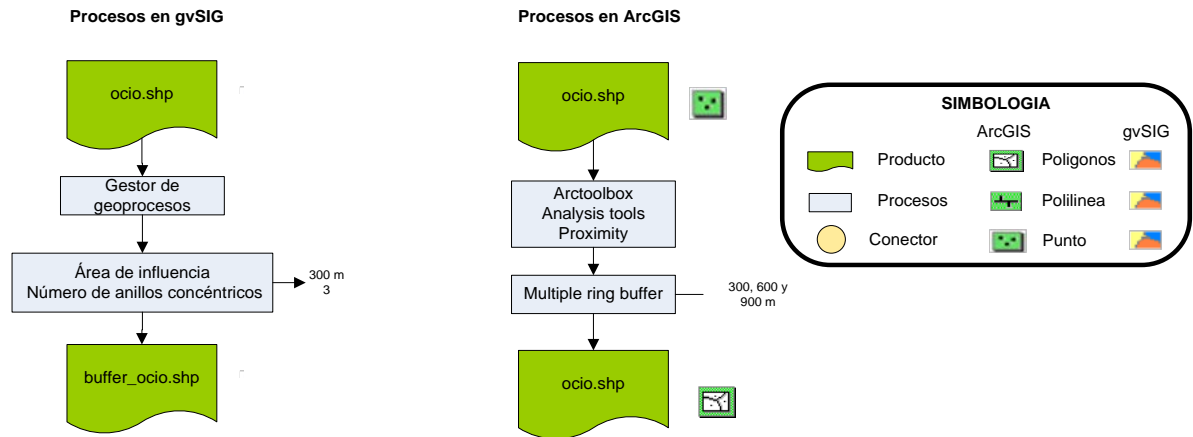 Procesos en gvSIG
ocio.shp
Gestor de
geoprocesos
Área de influencia
Número de anillos concéntricos
300 m
3
buffer_ocio.shp
Procesos en ArcGIS
ocio.shp
Arctoolbox
Analysis tools
Proximity
Multiple ring buffer
300, 600 y
900 m
ocio.shp
SIMBOLOGIA
ArcGIS gvSIG
Producto Poligonos
Procesos Polilinea
Conector Punto